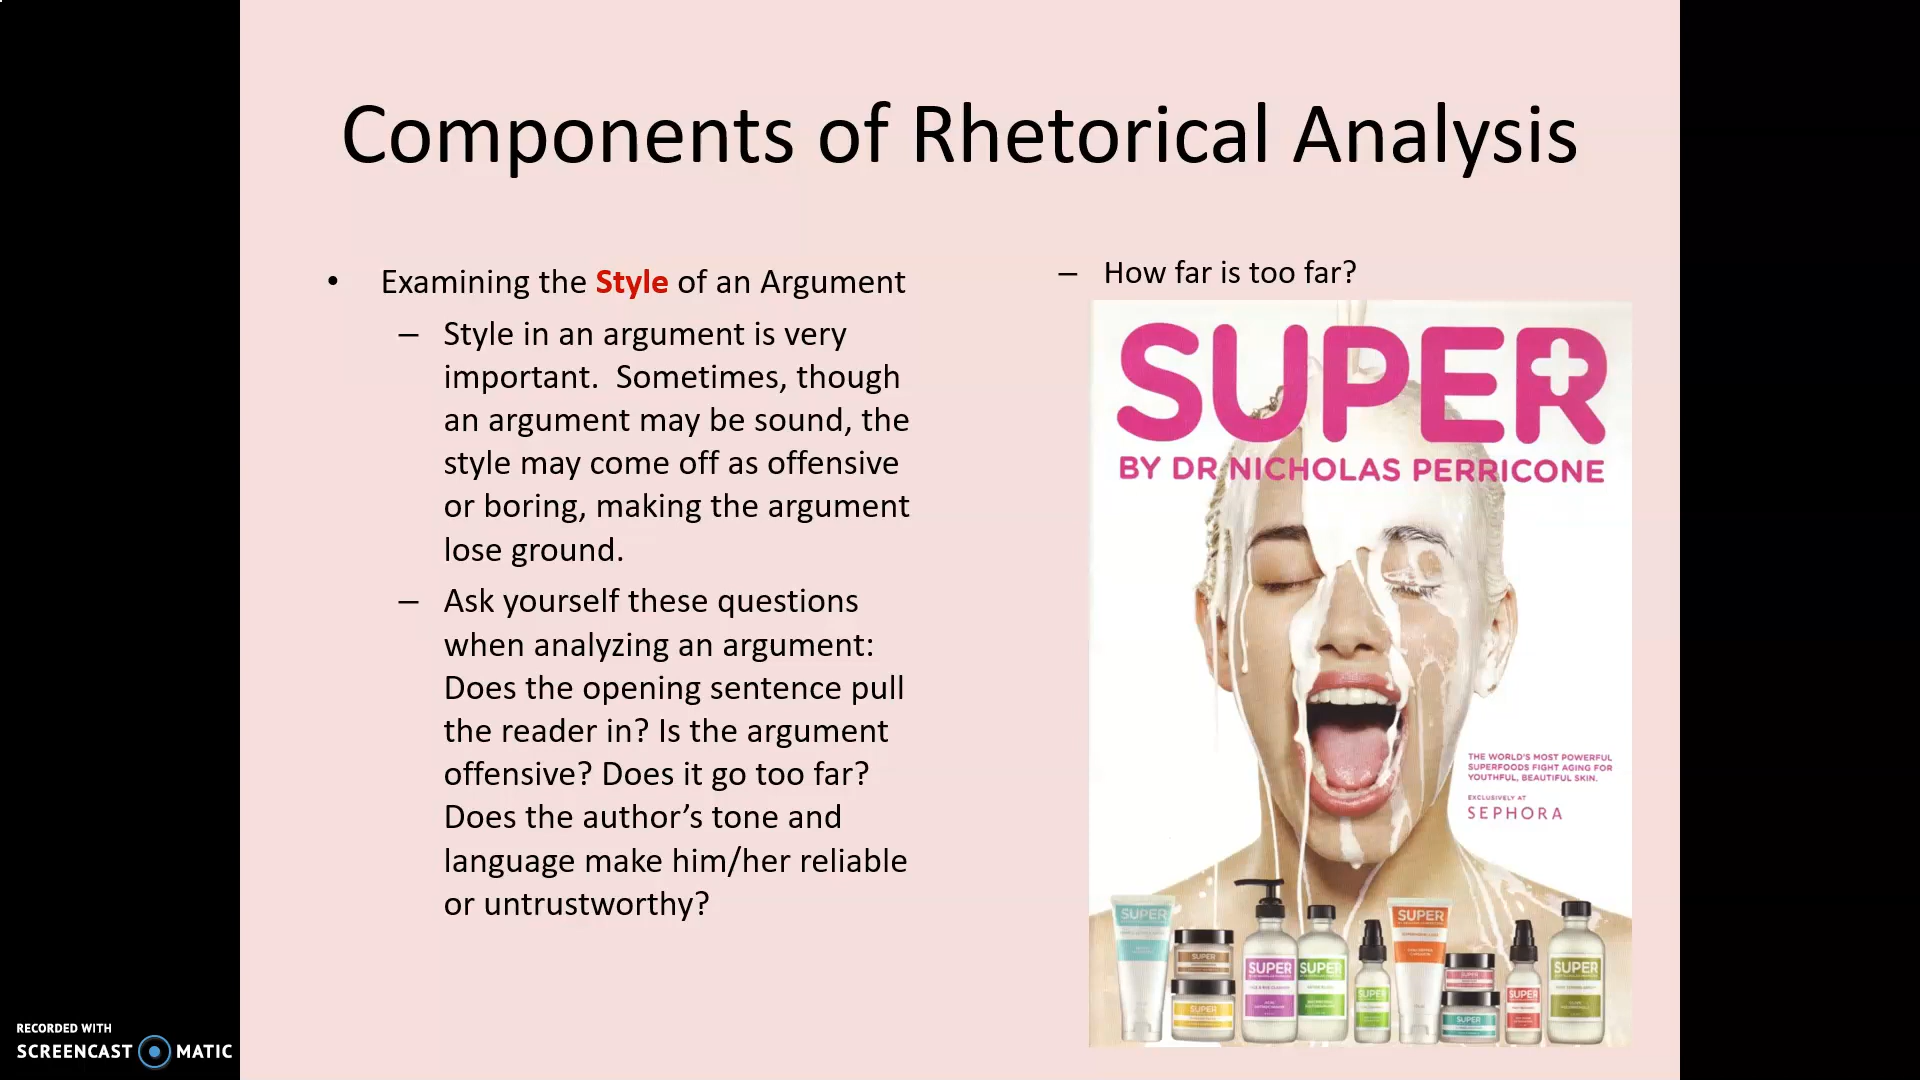 Components of Rhetorical Analysis
• Examining the Style of an Argument
– Style in an argument is very
important.  Sometimes, though
an argument may be sound, the
style may come off as offensive
or boring, making the argument
lose ground.
– Ask yourself these questions
when analyzing an argument:
Does the opening sentence pull
the reader in? Is the argument
offensive? Does it go too far?
Does the author’s tone and
language make him/her reliable
or untrustworthy?
– How far is too far?
SUPER
BY DR NICHOLAS PERRICONE
THE WORLD'S MOST POWERFUL
SUPERFOODS FIGHT AGING FOR
YOUTHFUL, BEAUTIFUL SKIN.
EXCLUSIVELY AT
SEPHORA
SUPER
SUPER
SUPER
SUPER
SUPER
SUPER
SUPER
SUPER
SUPER
SUPER
SUPER
RECORDED WITH
SCREENCAST MATIC